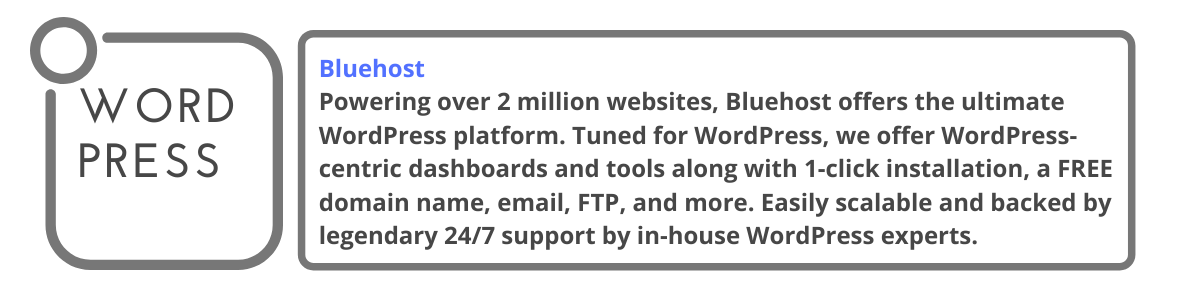 WORD
PRESS
Bluehost
Powering over 2 million websites, Bluehost offers the ultimate
WordPress platform. Tuned for WordPress, we offer WordPress-
centric dashboards and tools along with 1-click installation, a FREE
domain name, email, FTP, and more. Easily scalable and backed by
legendary 24/7 support by in-house WordPress experts.